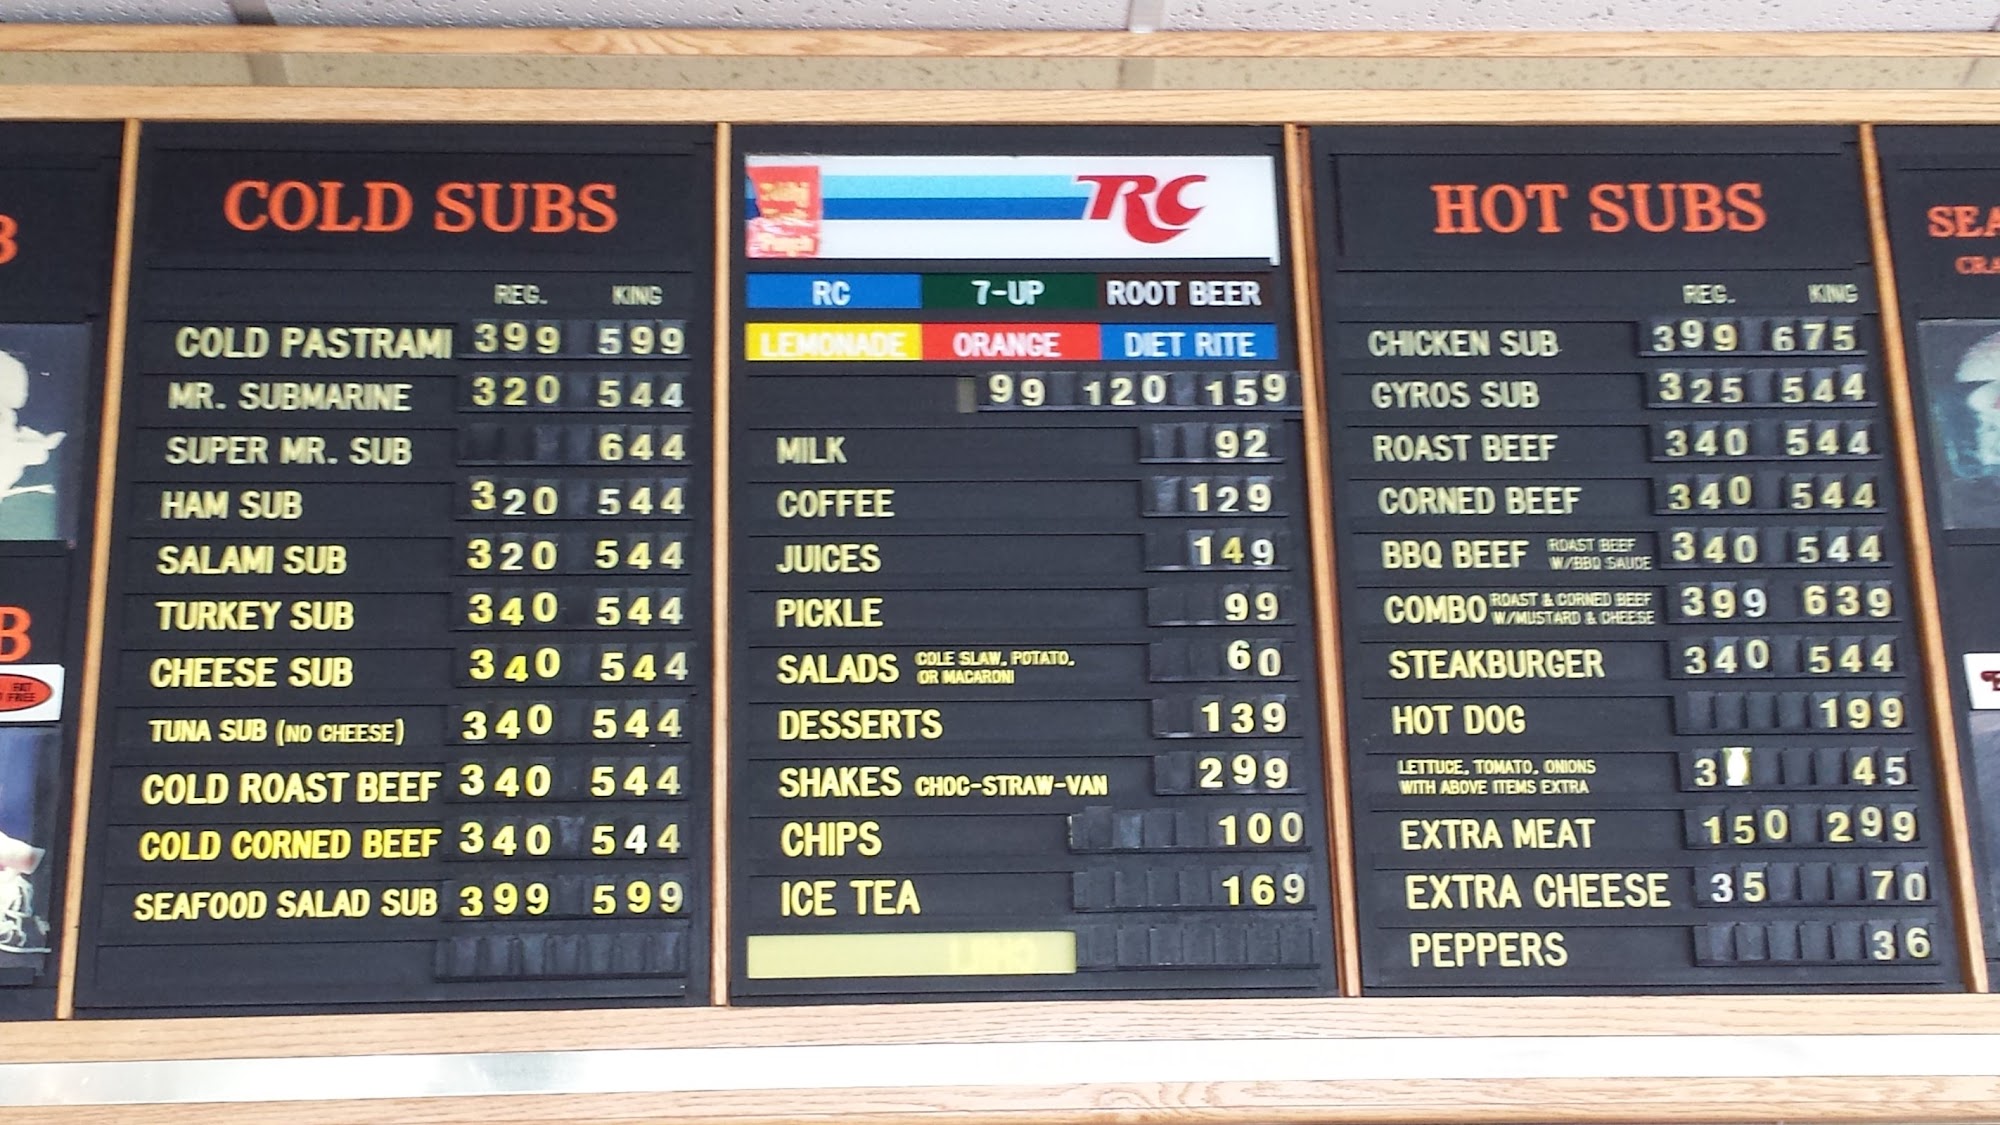 B
B
FAT
FREE
COLD SUBS
REG. KING
COLD PASTRAMI 399 599
MR. SUBMARINE 320 544
SUPER MR. SUB 644
HAM SUB 320 544
SALAMI SUB 320 544
TURKEY SUB 340 544
CHEESE SUB 340 544
TUNA SUB (NO CHEESE) 340 544
COLD ROAST BEEF 340 544
COLD CORNED BEEF 340 544
SEAFOOD SALAD SUB 399 599
RC
RC 7-UP ROOT BEER
LEMONADE ORANGE DIET RITE
99 120 159
MILK 92
COFFEE 129
JUICES 149
PICKLE 99
SALADS COLE SLAW, POTATO,
OR MACARONI 60
DESSERTS 139
SHAKES CHOC-STRAW-VAN 299
CHIPS 100
ICE TEA 169
HOT SUBS
REG. KING
CHICKEN SUB 399 675
GYROS SUB 325 544
ROAST BEEF 340 544
CORNED BEEF 340 544
BBQ BEEF ROAST BEEF
W/BBQ SAUCE 340 544
COMBO ROAST & CORNED BEEF
W/MUSTARD & CHEESE 399 639
STEAKBURGER 340 544
HOT DOG 199
LETTUCE, TOMATO, ONIONS
WITH ABOVE ITEMS EXTRA 3 45
EXTRA MEAT 150 299
EXTRA CHEESE 35 70
PEPPERS 36
SEA
CRA